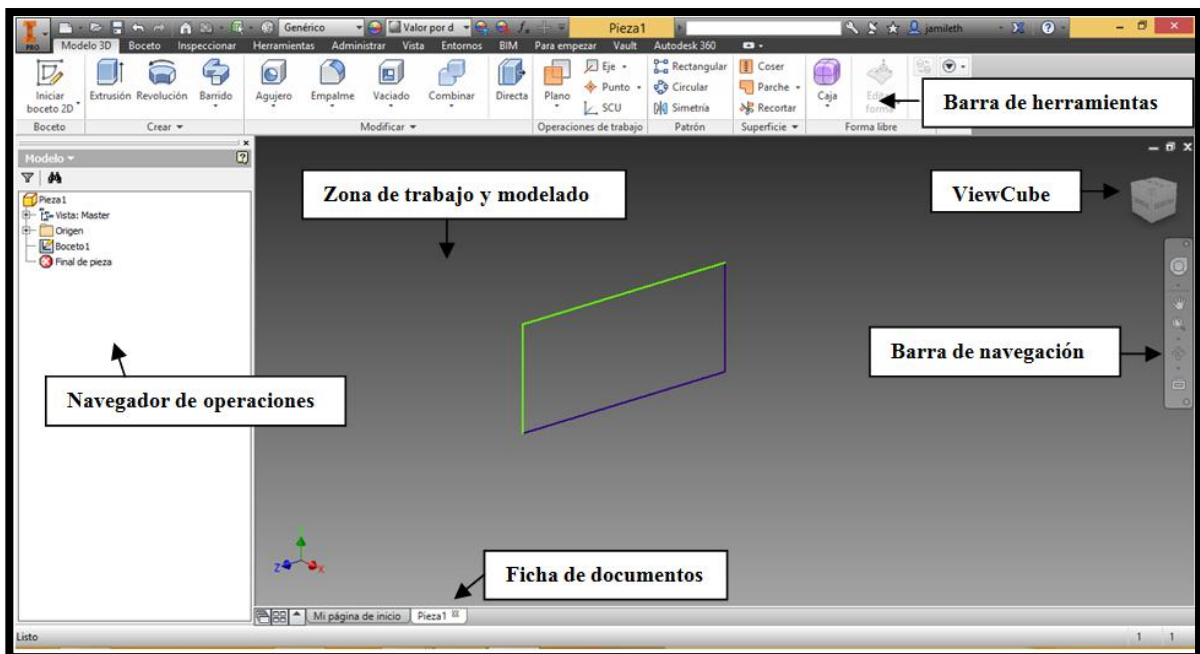 PRO
Genérico
Valor por d
Pieza1
jamileth
Modelo 3D Boceto Inspeccionar Herramientas Administrar Vista Entornos BIM Para empezar Vault Autodesk 360
Iniciar boceto 2D
Extrusión Revolución Barrido
Agujero Empalme Vaciado Combinar
Directa
Plano
Eje
Punto
SCU
Rectangular
Circular
Simetría
Coser
Parche
Recortar
Caja
Barra de herramientas
Boceto Crear Modificar Operaciones de trabajo Patrón Superficie Forma libre
Modelo
Pieza1
Vista: Master
Origen
Boceto1
Final de pieza
Zona de trabajo y modelado
ViewCube
Barra de navegación
Navegador de operaciones
Z X
Ficha de documentos
Mi página de inicio Pieza1
Listo 1 1